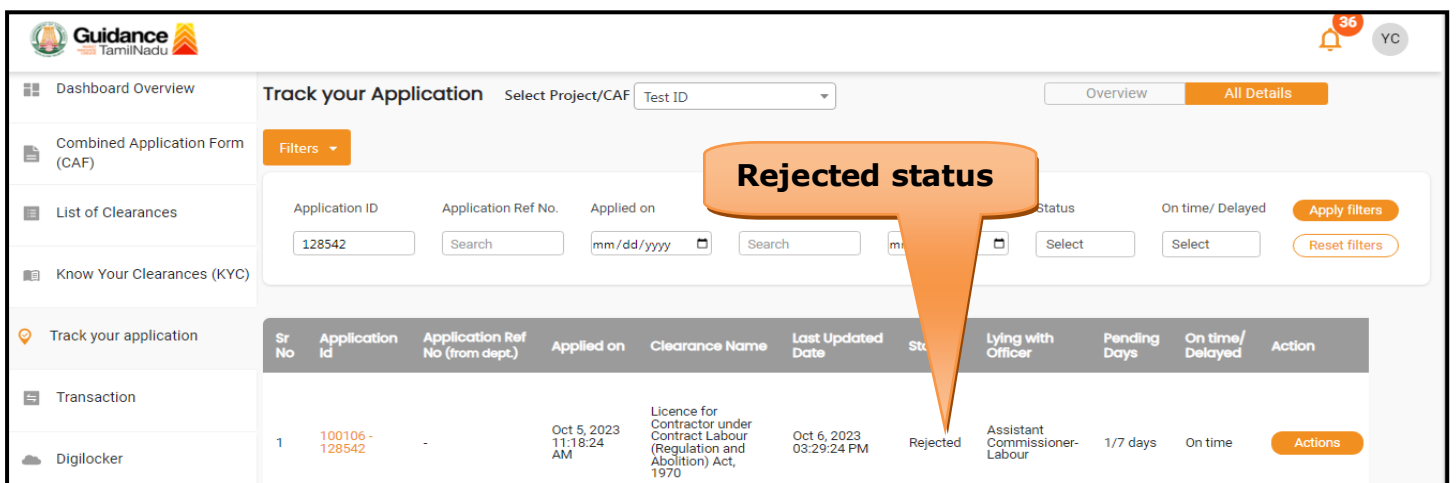 Guidance
TamilNadu
36
YC
Dashboard Overview
Combined Application Form
(CAF)
List of Clearances
Know Your Clearances (KYC)
Track your application
Transaction
Digilocker
Track your Application Select Project/CAF Test ID
Overview All Details
Filters
Rejected status
Application ID Application Ref No. Applied on Status On time/ Delayed Apply filters
128542 Search mm/dd/yyyy Search Select Select Reset filters
Sr No
Application Id
Application Ref No (from dept.)
Applied on
Clearance Name
Last Updated Date
Lying with Officer
Pending Days
On time/ Delayed
Action
1
100106 -
128542
-
Oct 5, 2023
11:18:24
AM
Licence for
Contractor under
Contract Labour
(Regulation and
Abolition) Act,
1970
Oct 6, 2023
03:29:24 PM
Rejected
Assistant
Commissioner-
Labour
1/7 days
On time
Actions